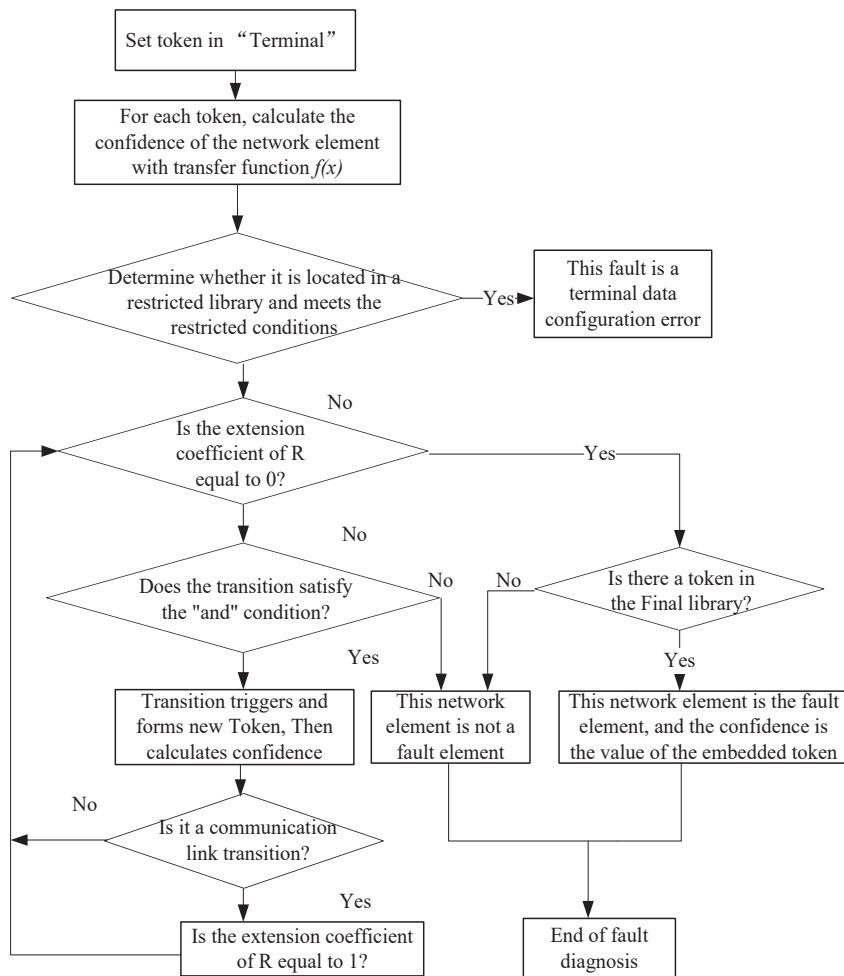 Set token in “Terminal”
For each token, calculate the
confidence of the network element
with transfer function f(x)
Determine whether it is located in a
restricted library and meets the
restricted conditions
Yes
This fault is a
terminal data
configuration error
No
Is the extension
coefficient of R
equal to 0?
Yes
No
Does the transition satisfy
the "and" condition?
No
No
Is there a token in
the Final library?
Yes
Yes
Transition triggers and
forms new Token, Then
calculates confidence
This network
element is not a
fault element
This network element is the fault
element, and the confidence is
the value of the embedded token
No
Is it a communication
link transition?
Yes
Is the extension coefficient
of R equal to 1?
End of fault
diagnosis